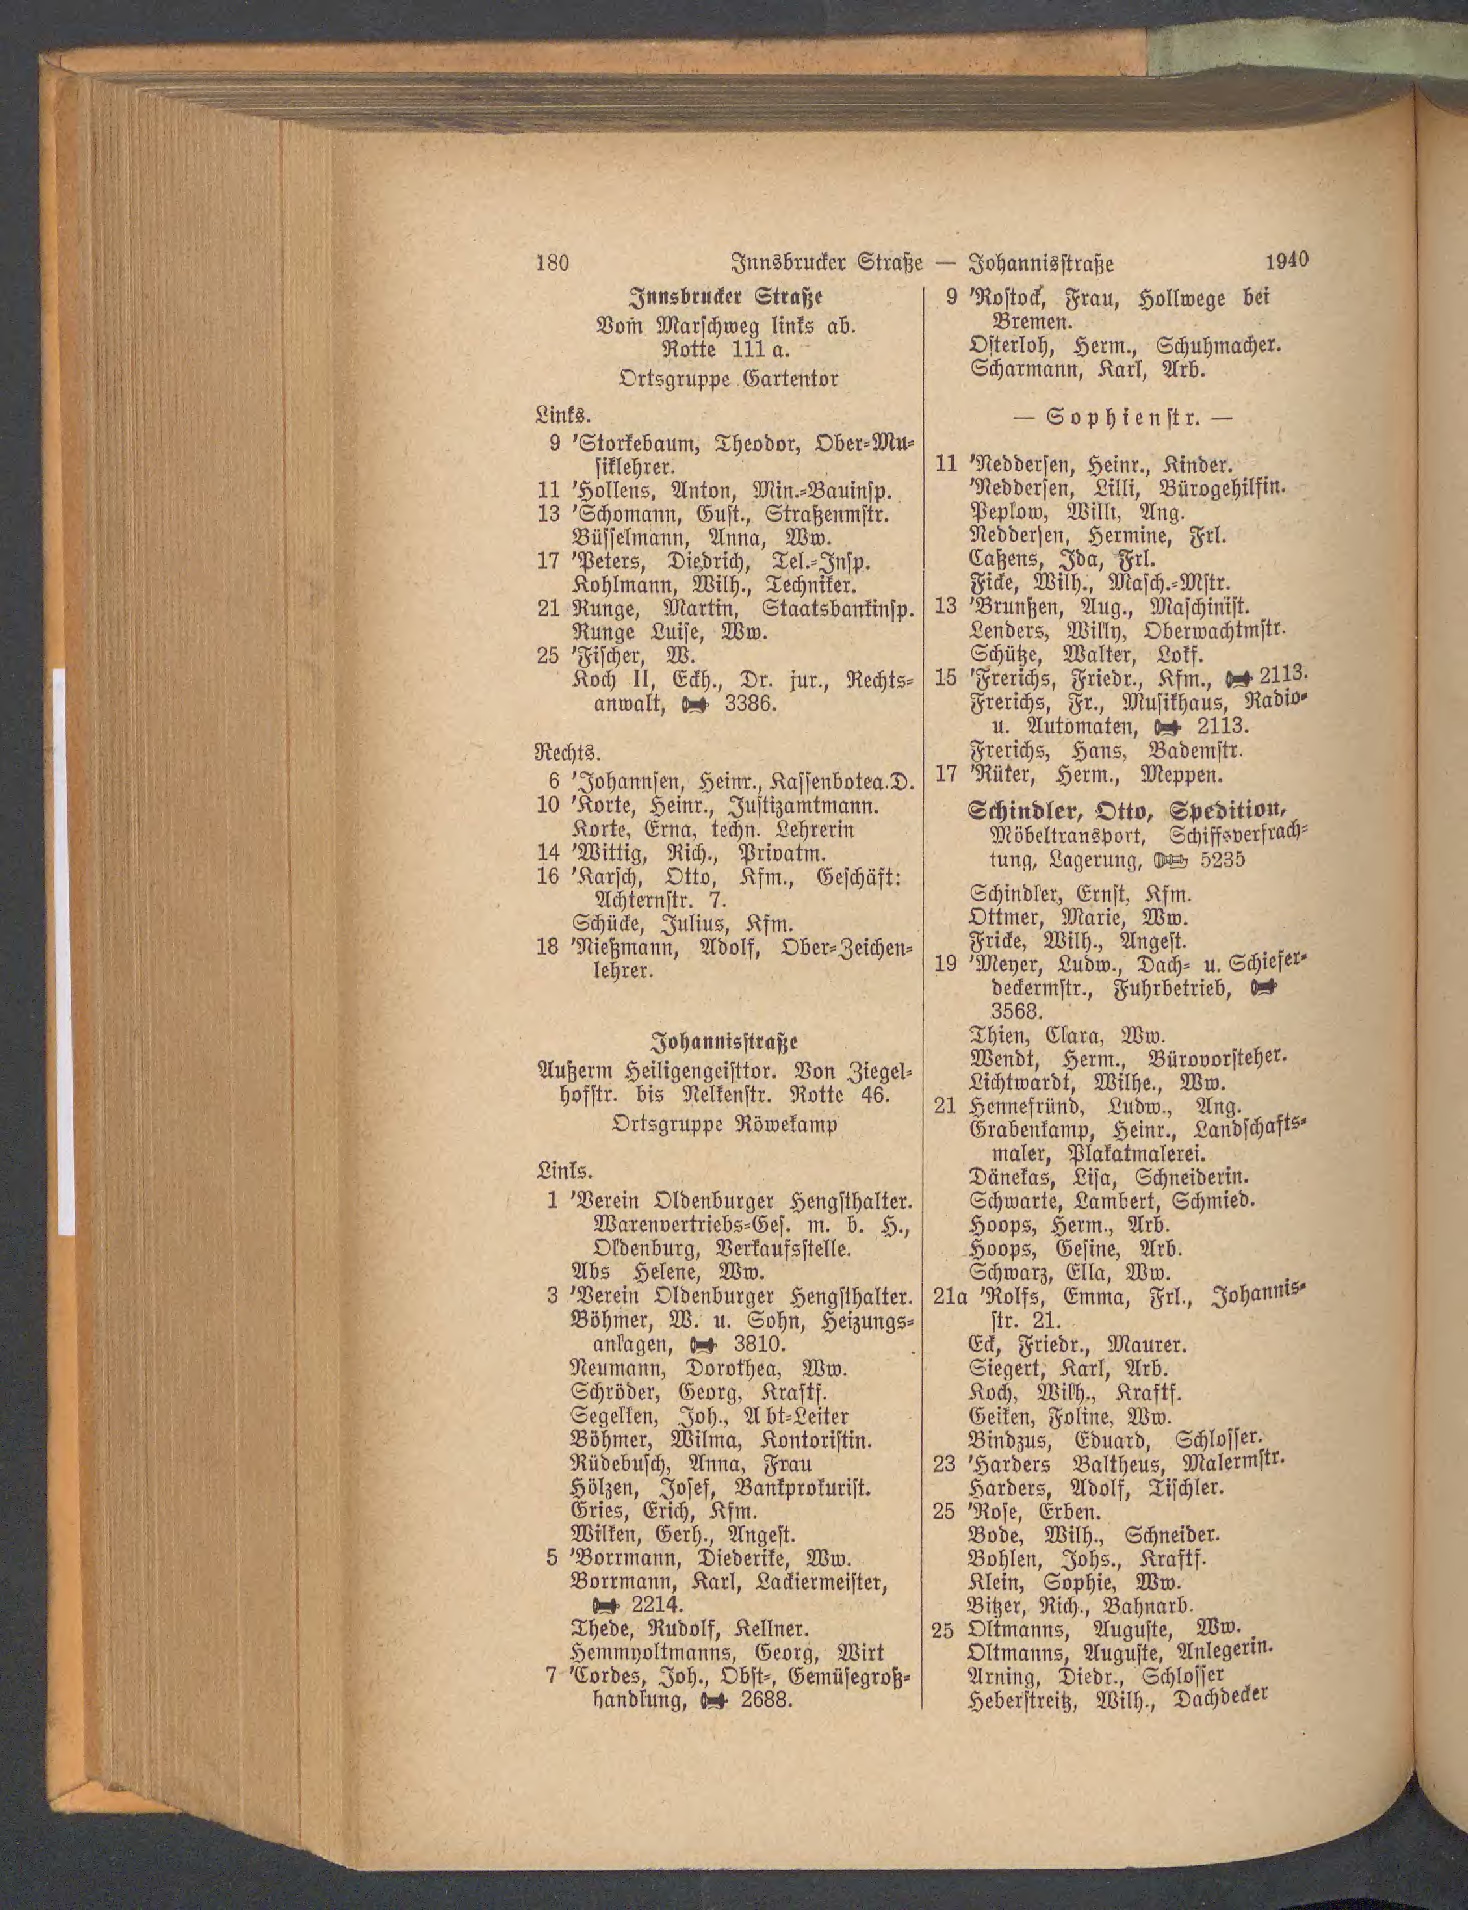 180 Innsbrucker Straße — Johannisstraße 1940
Innsbrucker Straße
Vom Marschweg links ab.
Rotte 111 a.
Ortsgruppe Gartentor
Links.
9 'Storkebaum, Theodor, Ober-Mu-
siklehrer.
11 'Hollens, Anton, Min.-Bauinsp.
13 'Schomann, Gust., Straßenmstr.
Büsselmann, Anna, Ww.
17 'Peters, Diedrich, Tel.-Insp.
Kohlmann, Wilh., Techniker.
21 Runge, Martin, Staatsbankinsp.
Runge Luise, Ww.
25 'Fischer, W.
Koch II, Eckh., Dr. jur., Rechts-
anwalt, 3386.
Rechts.
6 'Johannsen, Heinr., Kassenbotea.D.
10 'Korte, Heinr., Justizamtmann.
Korte, Erna, techn. Lehrerin
14 'Wittig, Rich., Privatm.
16 'Karsch, Otto, Kfm., Geschäft:
Achternstr. 7.
Schücke, Julius, Kfm.
18 'Nießmann, Adolf, Ober-Zeichen-
lehrer.
Johannisstraße
Außerm Heiligengeisttor. Von Ziegel-
hofstr. bis Nelkenstr. Rotte 46.
Ortsgruppe Röwekamp
Links.
1 'Verein Oldenburger Hengsthalter.
Warenvertriebs-Ges. m. b. H.,
Oldenburg, Verkaufsstelle.
Abs Helene, Ww.
3 'Verein Oldenburger Hengsthalter.
Böhmer, W. u. Sohn, Heizungs-
anlagen, 3810.
Neumann, Dorothea, Ww.
Schröder, Georg, Kraftf.
Segelken, Joh., Abt-Leiter
Böhmer, Wilma, Kontoristin.
Rüdebusch, Anna, Frau
Hölzen, Josef, Bankprokurist.
Gries, Erich, Kfm.
Wilken, Gerh., Angest.
5 'Borrmann, Diederike, Ww.
Borrmann, Karl, Lackiermeister,
2214.
Thede, Rudolf, Kellner.
Hemmyoltmanns, Georg, Wirt
7 'Cordes, Joh., Obst-, Gemüsegroß-
handlung, 2688.
9 'Rostock, Frau, Hollwege bei
Bremen.
Osterloh, Herm., Schuhmacher.
Scharmann, Karl, Arb.
— Sophienstr. —
11 'Neddersen, Heinr., Kinder.
'Neddersen, Lilli, Bürogehilfin.
Peplow, Willi, Ang.
Neddersen, Hermine, Frl.
Caßens, Ida, Frl.
Ficke, Wilh., Masch.-Mstr.
13 'Brunßen, Aug., Maschinist.
Lenders, Willy, Oberwachtmstr.
Schütze, Walter, Lokf.
15 'Frerichs, Friedr., Kfm., 2113.
Frerichs, Fr., Musikhaus, Radio-
u. Automaten, 2113.
Frerichs, Hans, Bademstr.
17 'Rüker, Herm., Meppen.
Schindler, Otto, Spedition,
Möbeltransport, Schiffsverfrach-
tung, Lagerung, 5235
Schindler, Ernst, Kfm.
Ottmer, Marie, Ww.
Fricke, Wilh., Angest.
19 'Meyer, Ludw., Dach- u. Schiefer-
deckermstr., Fuhrbetrieb,
3568.
Thien, Clara, Ww.
Wendt, Herm., Bürovorsteher.
Lichtwardt, Wilhe., Ww.
21 Hennefründ, Ludw., Ang.
Grabenkamp, Heinr., Landschafts-
maler, Plakatmalerei.
Dänekas, Lisa, Schneiderin.
Schwarte, Lambert, Schmied.
Hoops, Herm., Arb.
Hoops, Gesine, Arb.
Schwarz, Ella, Ww.
21a 'Rolfs, Emma, Frl., Johannis-
str. 21.
Eck, Friedr., Maurer.
Siegert, Karl, Arb.
Koch, Wilh., Kraftf.
Geiken, Foline, Ww.
Bindzus, Eduard, Schlosser.
23 'Harders Baltheus, Malermstr.
Harders, Adolf, Tischler.
25 'Rose, Erben.
Bode, Wilh., Schneider.
Bohlen, Johs., Kraftf.
Klein, Sophie, Ww.
Bitzer, Rich., Bahnarb.
25 Oltmanns, Auguste, Ww.
Oltmanns, Auguste, Anlegerin.
Arning, Diedr., Schlosser
Heberstreitz, Wilh., Dachdecker